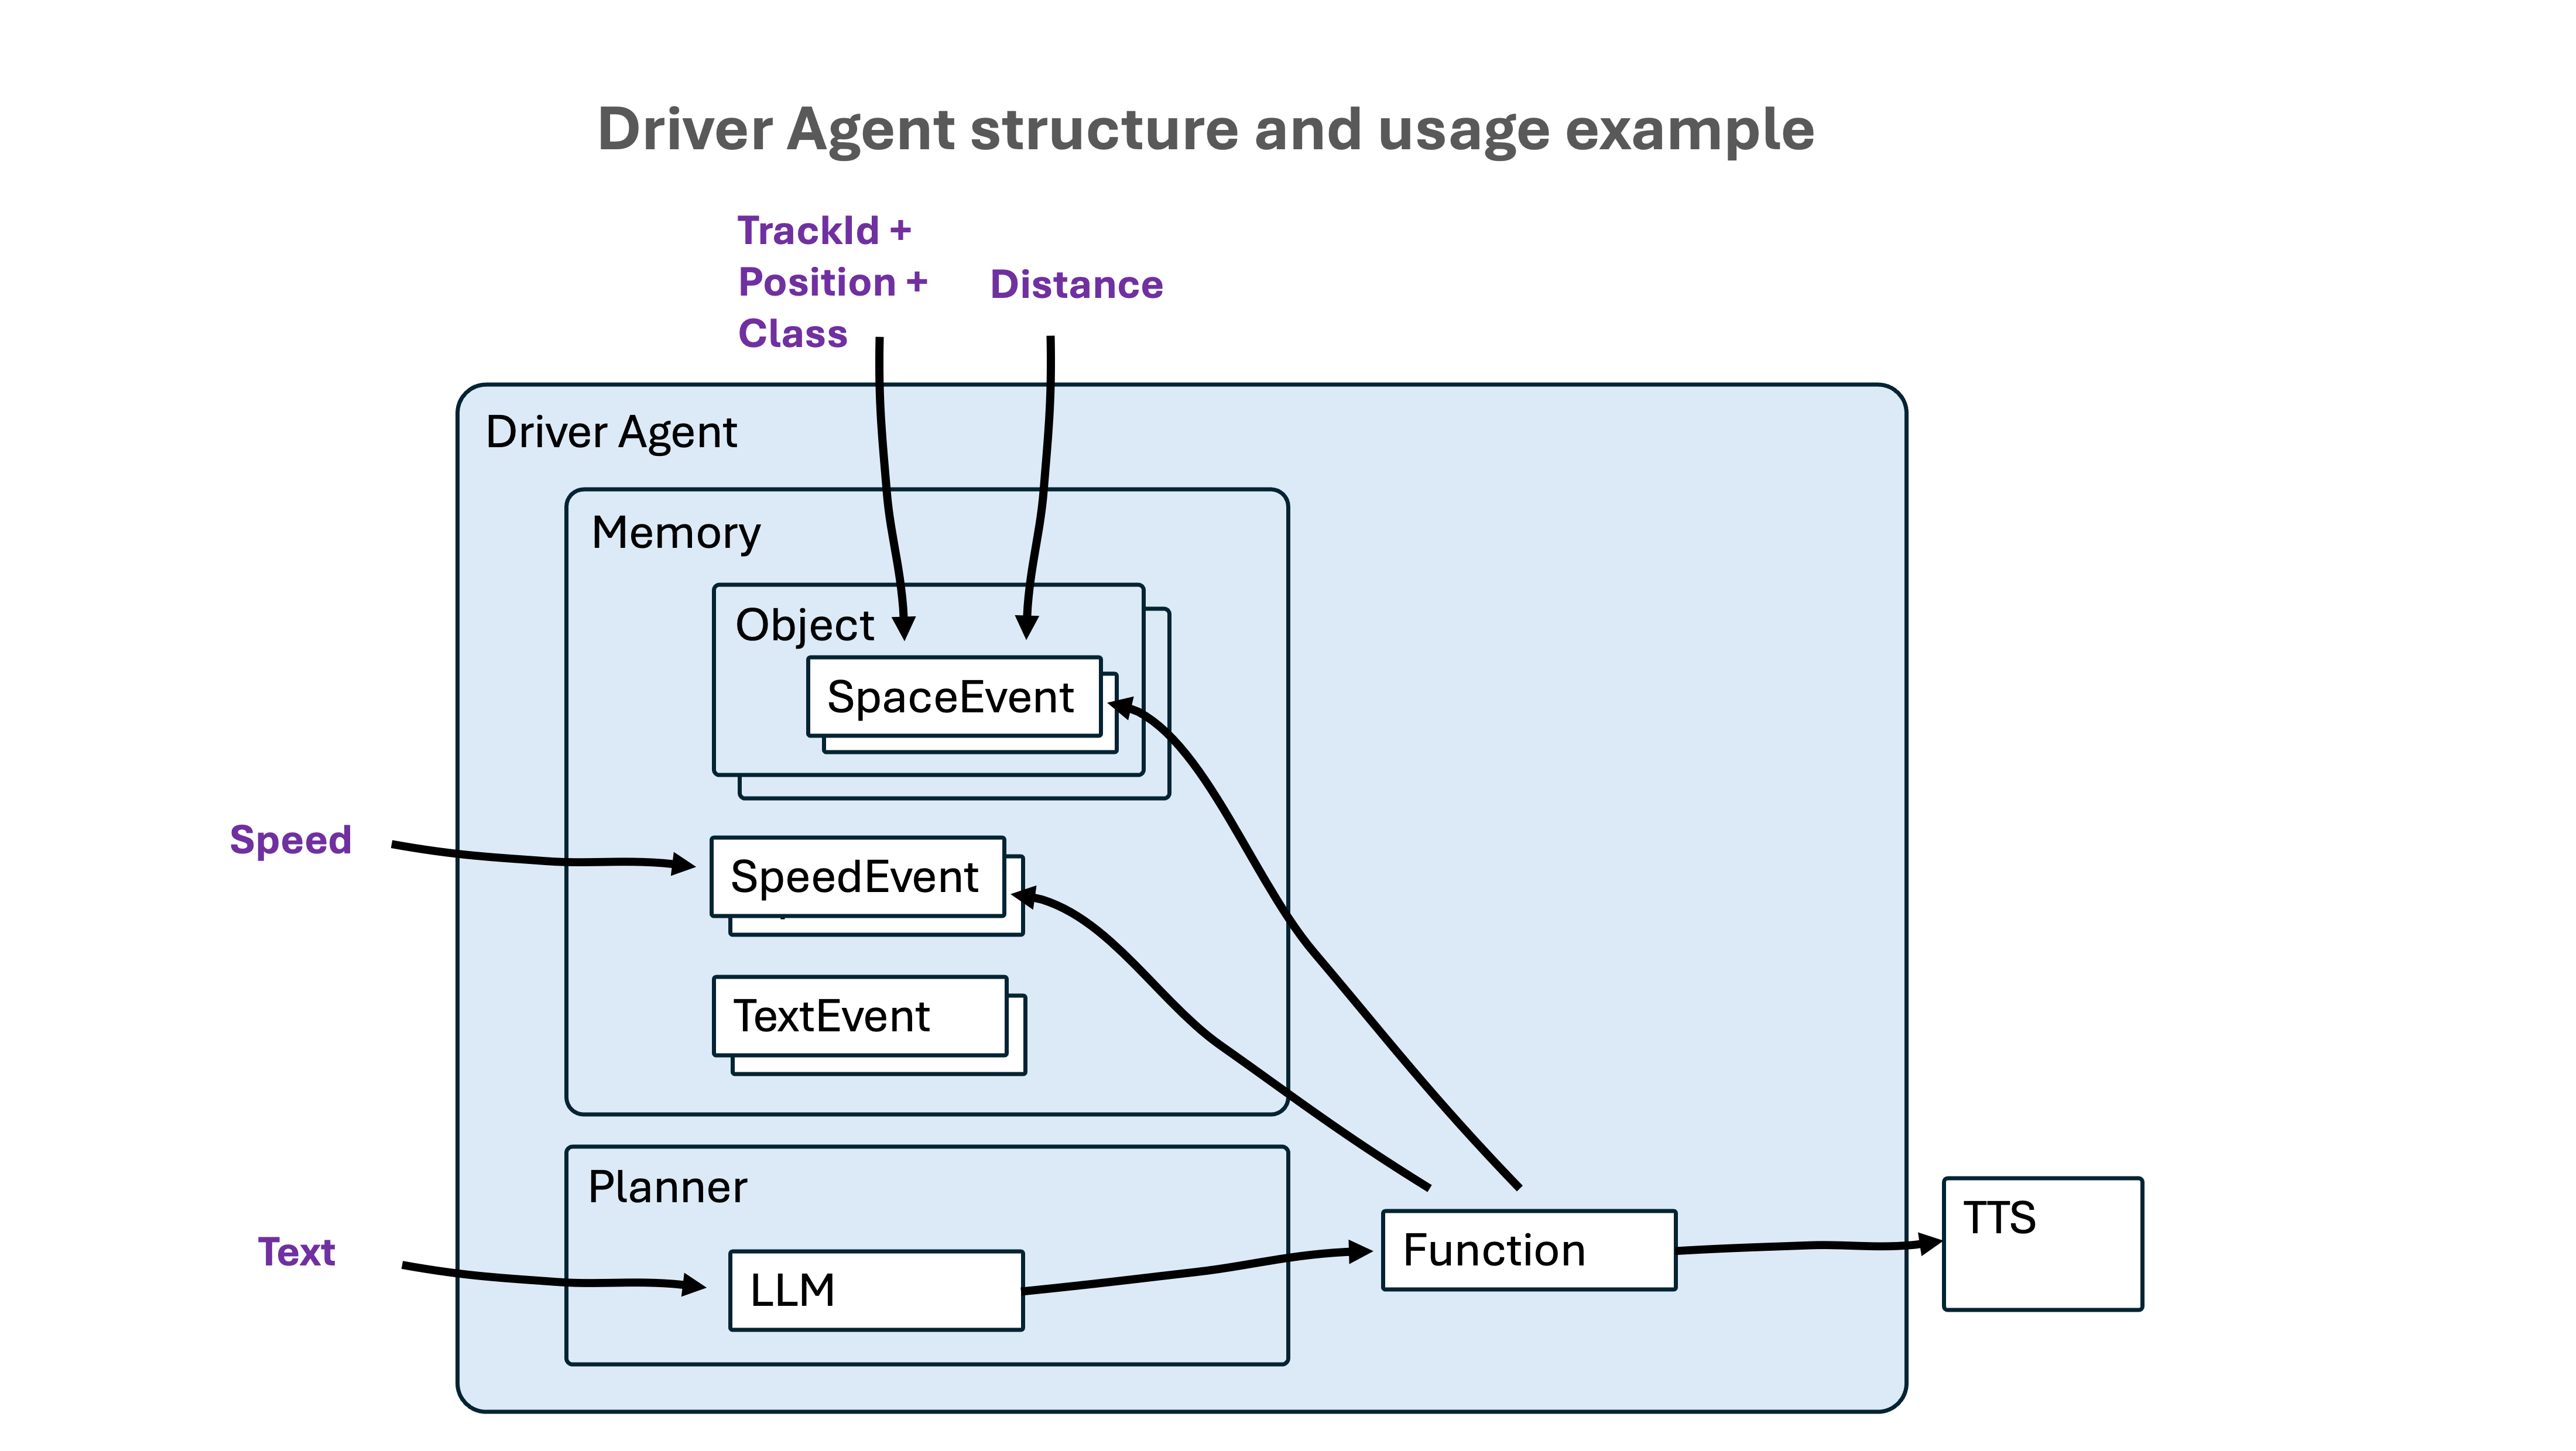 Driver Agent structure and usage example
TrackId +
Position +
Class
Distance
Driver Agent
Memory
Object
SpaceEvent
Speed
SpeedEvent
TextEvent
Planner
Text
LLM
Function
TTS